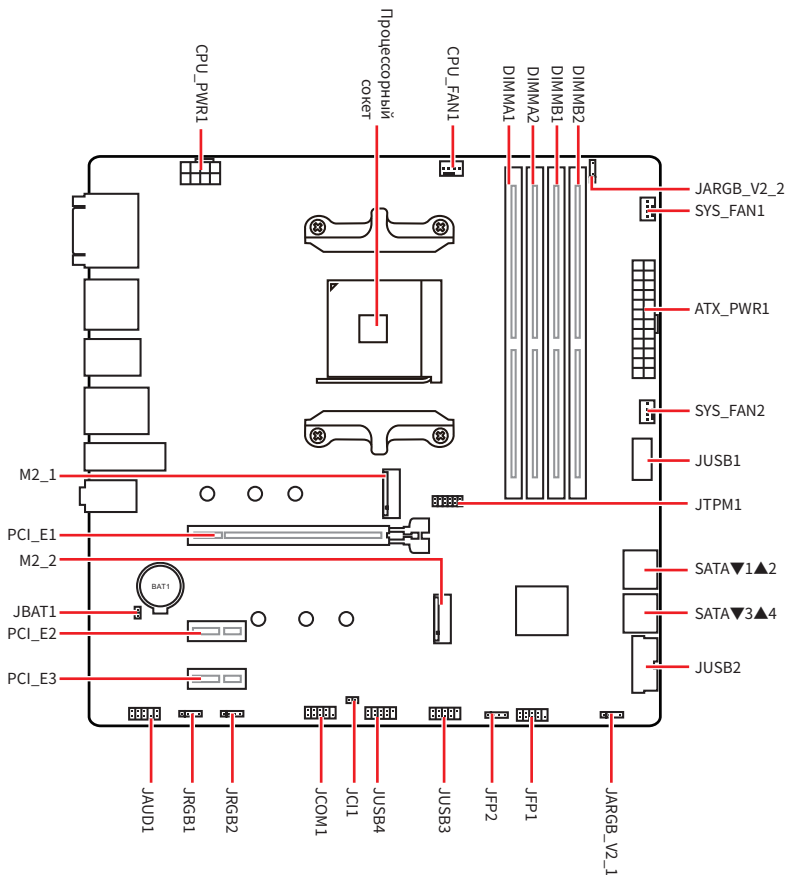 CPU_PWR1
Процессорный
сокет
CPU_FAN1
DIMMA1
DIMMA2
DIMMB1
DIMMB2
JARGB_V2_2
SYS_FAN1
ATX_PWR1
SYS_FAN2
JUSB1
M2_1
JTPM1
PCI_E1
M2_2
SATA▼1▲2
BAT1
JBAT1
SATA▼3▲4
PCI_E2
JUSB2
PCI_E3
JAUD1
JRGB1
JRGB2
JCOM1
JCI1
JUSB4
JUSB3
JFP2
JFP1
JARGB_V2_1